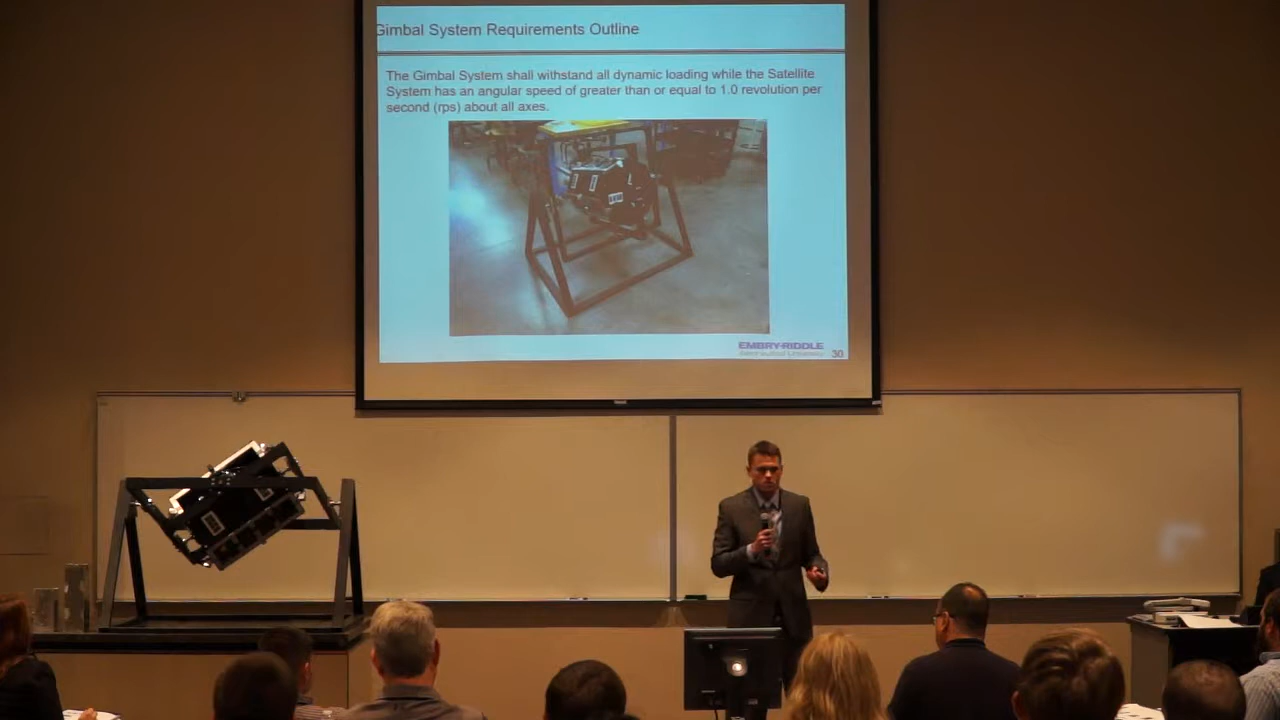 Gimbal System Requirements Outline
The Gimbal System shall withstand all dynamic loading while the Satellite
System has an angular speed of greater than or equal to 1.0 revolution per
second (rps) about all axes.
EMBRY-RIDDLE
Aeronautical University
30